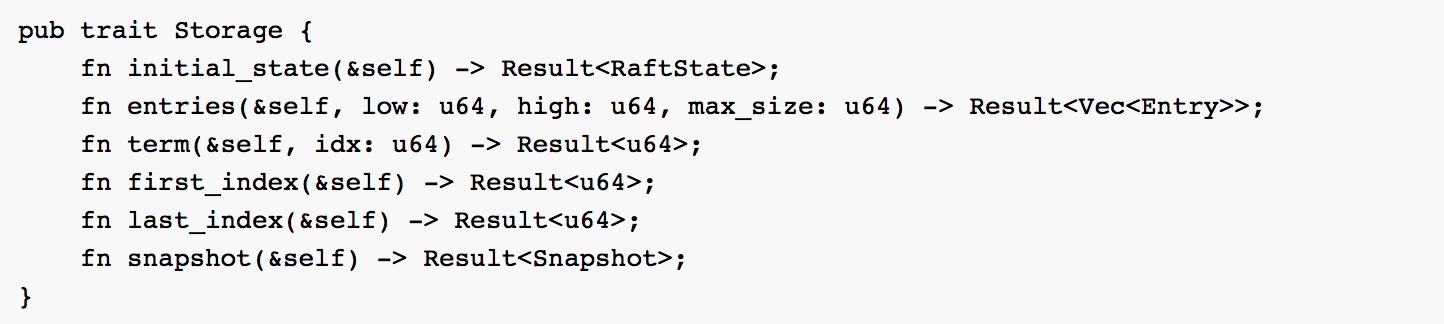 pub trait Storage {
    fn initial_state(&self) -> Result<RaftState>;
    fn entries(&self, low: u64, high: u64, max_size: u64) -> Result<Vec<Entry>>;
    fn term(&self, idx: u64) -> Result<u64>;
    fn first_index(&self) -> Result<u64>;
    fn last_index(&self) -> Result<u64>;
    fn snapshot(&self) -> Result<Snapshot>;
}